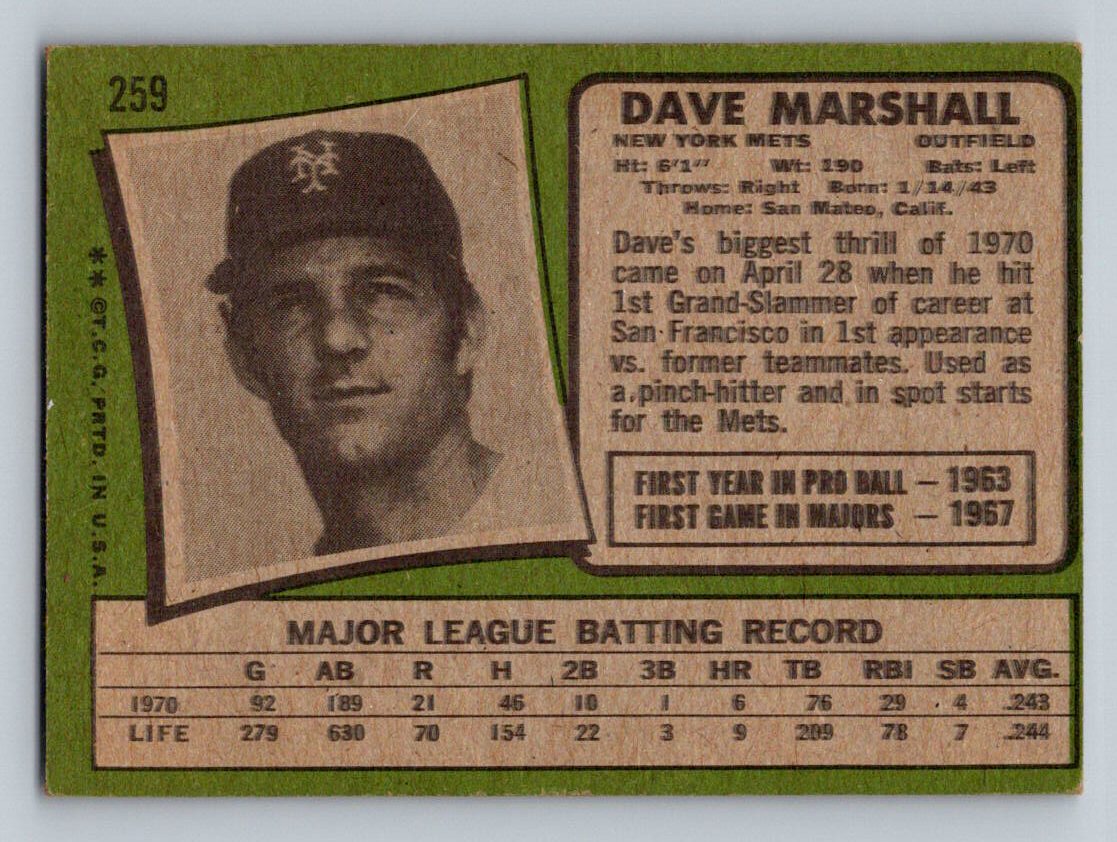 259
NY
DAVE MARSHALL
NEW YORK METS OUTFIELD
Ht: 6'1" Wt: 190 Bats: Left
Throws: Right Born: 1/14/43
Home: San Mateo, Calif.
Dave's biggest thrill of 1970
came on April 28 when he hit
1st Grand-Slammer of career at
San Francisco in 1st appearance
vs. former teammates. Used as
a pinch-hitter and in spot starts
for the Mets.
FIRST YEAR IN PRO BALL — 1963
FIRST GAME IN MAJORS — 1967
** ©T.C.G. PRTD. IN U.S.A.
MAJOR LEAGUE BATTING RECORD
G AB R H 2B 3B HR TB RBI SB AVG.
1970 92 189 21 46 10 1 6 76 29 4 .243
LIFE 279 630 70 154 22 3 9 209 78 7 .244